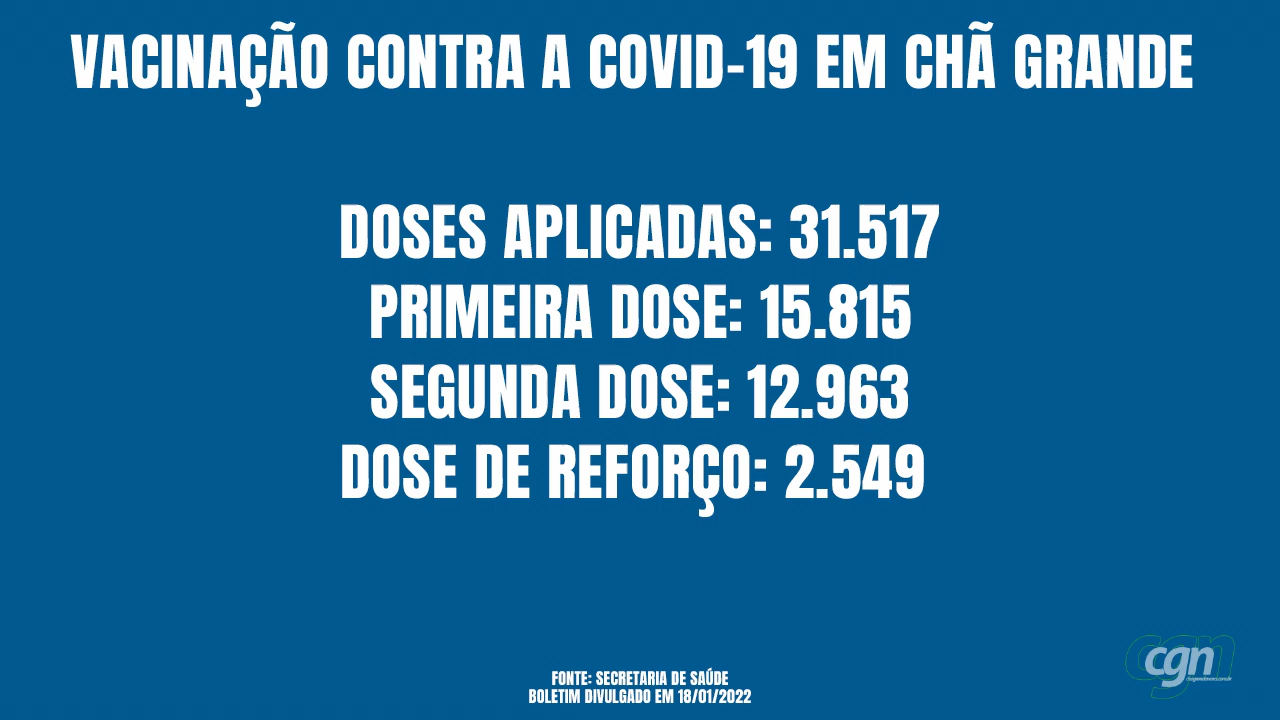 VACINAÇÃO CONTRA A COVID-19 EM CHÃ GRANDE
DOSES APLICADAS: 31.517
PRIMEIRA DOSE: 15.815
SEGUNDA DOSE: 12.963
DOSE DE REFORÇO: 2.549
FONTE: SECRETARIA DE SAÚDE
BOLETIM DIVULGADO EM 18/01/2022
cgn